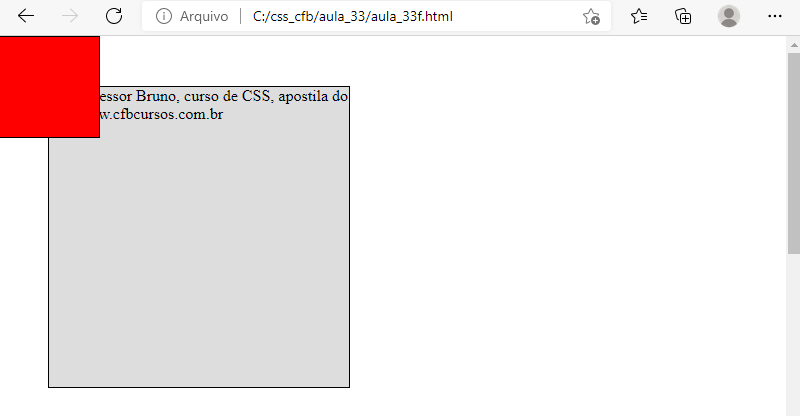 Arquivo C:/css_cfb/aula_33/aula_33f.html
essor Bruno, curso de CSS, apostila do
w.cfbcursos.com.br